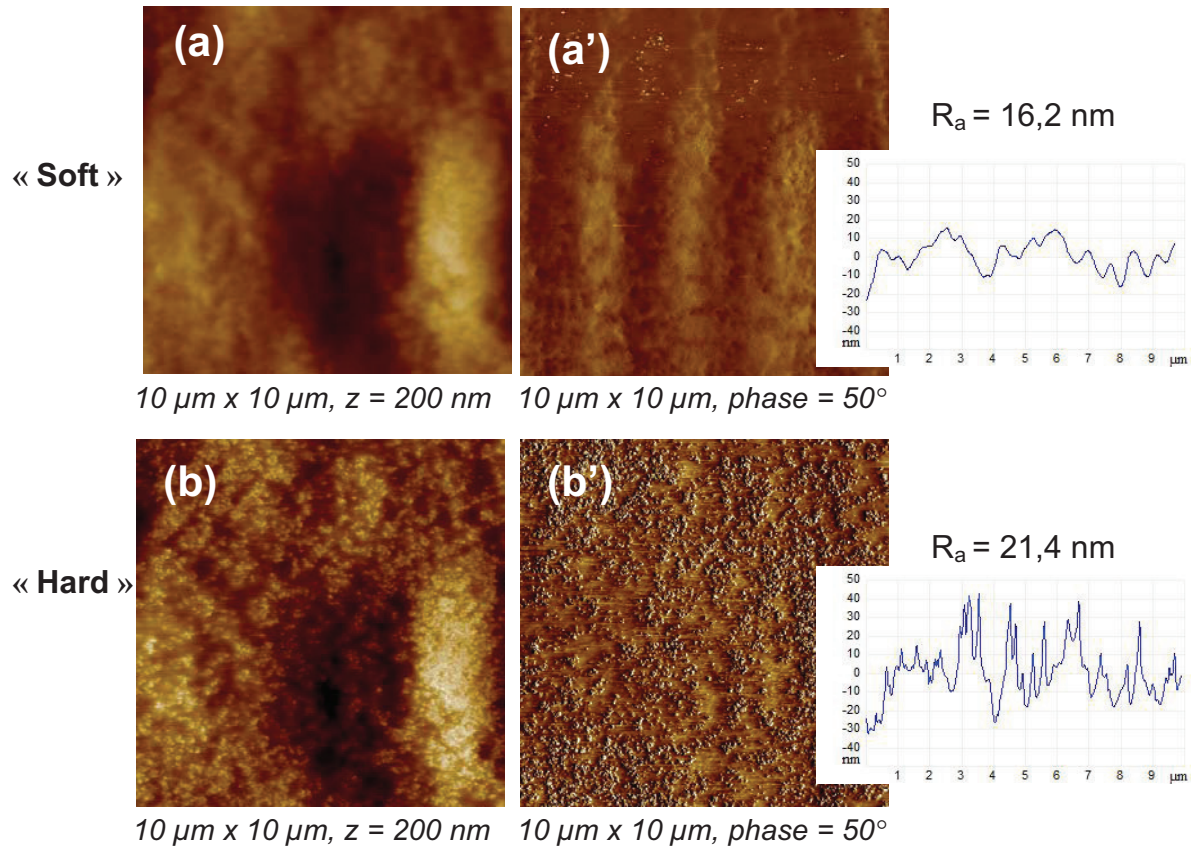 (a)
(a')
« Soft »
Rₐ = 16,2 nm
50
40
30
20
10
0
-10
-20
-30
-40
nm
1 2 3 4 5 6 7 8 9 µm
10 µm x 10 µm, z = 200 nm
10 µm x 10 µm, phase = 50°
(b)
(b')
« Hard »
Rₐ = 21,4 nm
50
40
30
20
10
0
-10
-20
-30
-40
nm
1 2 3 4 5 6 7 8 9 µm
10 µm x 10 µm, z = 200 nm
10 µm x 10 µm, phase = 50°